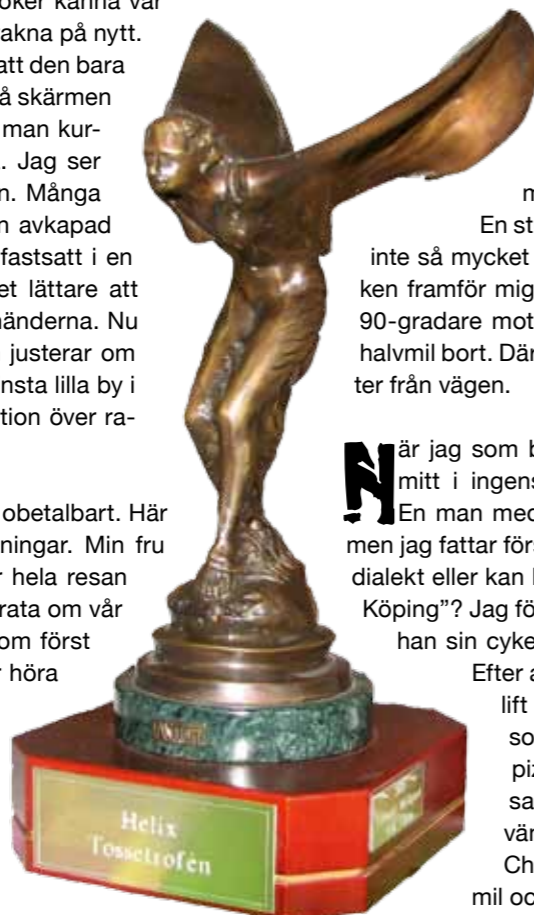 öker känna var
akna på nytt.
att den bara
å skärmen
man kur-
. Jag ser
n. Många
n avkapad
fastsatt i en
et lättare att
händerna. Nu
justerar om
nsta lilla by i
tion över ra-
obetalbart. Här
ningar. Min fru
r hela resan
rata om vår
om först
r höra
m
En st
inte så mycket
ken framför mig
90-gradare mot
halvmil bort. Där
ter från vägen.
När jag som b
mitt i ingens
En man med
men jag fattar förs
dialekt eller kan
Köping”? Jag fö
han sin cyke
Efter a
lift
so
piz
sa
vär
Ch
mil oc
Helix
Tossetrofén